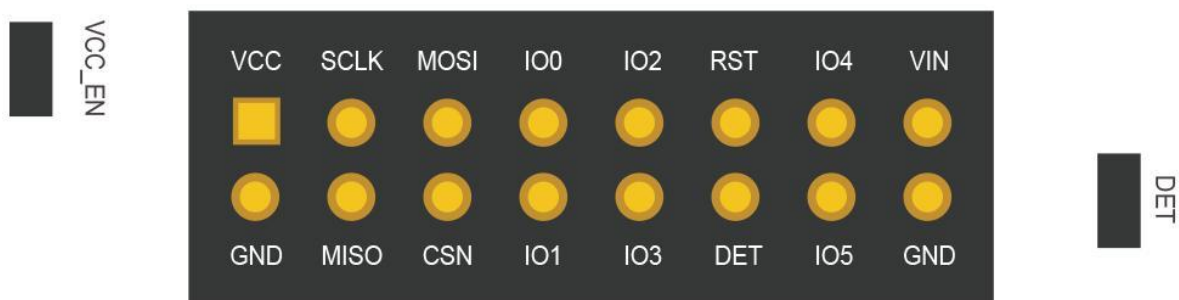 VCC_EN
VCC SCLK MOSI IO0 IO2 RST IO4 VIN
GND MISO CSN IO1 IO3 DET IO5 GND
DET